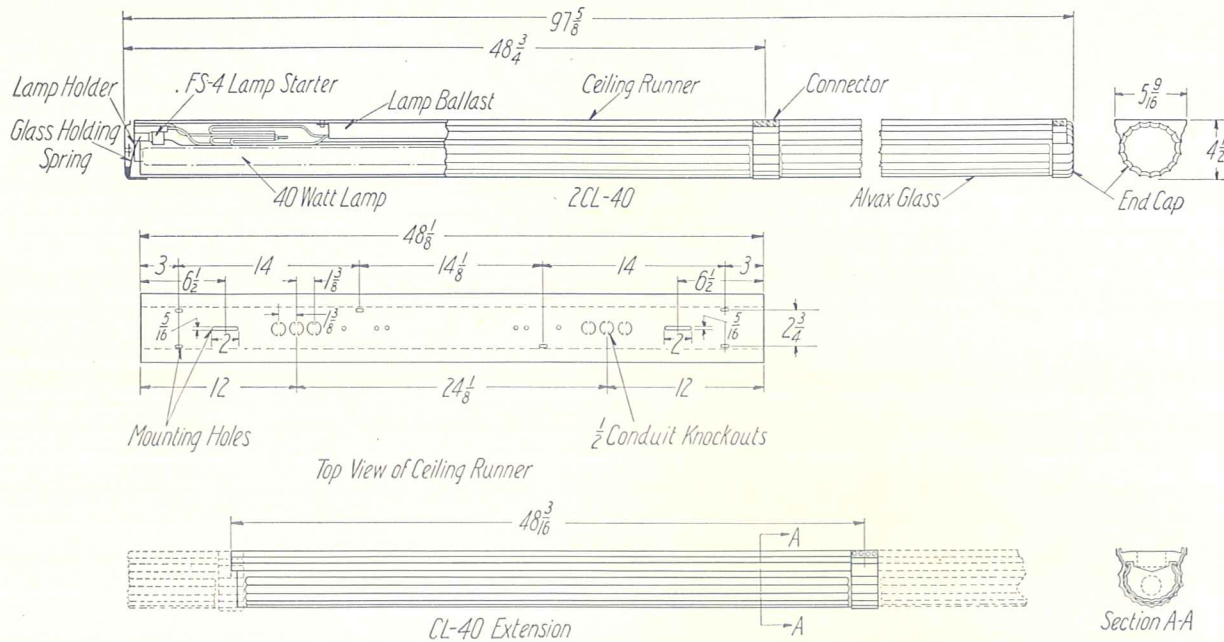 97 5/8
48 3/4
Lamp Holder
.FS-4 Lamp Starter
Lamp Ballast
Ceiling Runner
Connector
5 9/16
Glass Holding
Spring
4 1/2
40 Watt Lamp
2CL-40
Alvax Glass
End Cap
48 1/8
3
14
14 1/8
14
3
6 1/2
1 3/8
6 1/2
5/16
2
1 3/8
2
5/16
2 3/4
12
24 1/8
12
Mounting Holes
1/2 Conduit Knockouts
Top View of Ceiling Runner
48 3/16
A
A
CL-40 Extension
Section A-A